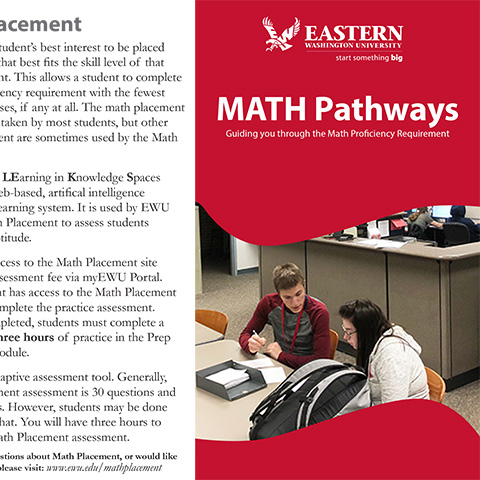 acement
tudent's best interest to be placed
hat best fits the skill level of that
nt. This allows a student to complete
ency requirement with the fewest
ses, if any at all. The math placement
taken by most students, but other
ent are sometimes used by the Math
LEarning in Knowledge Spaces
eb-based, artifical intelligence
earning system. It is used by EWU
h Placement to assess students
titude.
cess to the Math Placement site
sessment fee via myEWU Portal.
nt has access to the Math Placement
mplete the practice assessment.
pleted, students must complete a
hree hours of practice in the Prep
odule.
aptive assessment tool. Generally,
ment assessment is 30 questions and
s. However, students may be done
hat. You will have three hours to
ath Placement assessment.
stions about Math Placement, or would like
please visit: www.ewu.edu/mathplacement
EASTERN
WASHINGTON UNIVERSITY
start something big
MATH Pathways
Guiding you through the Math Proficiency Requirement